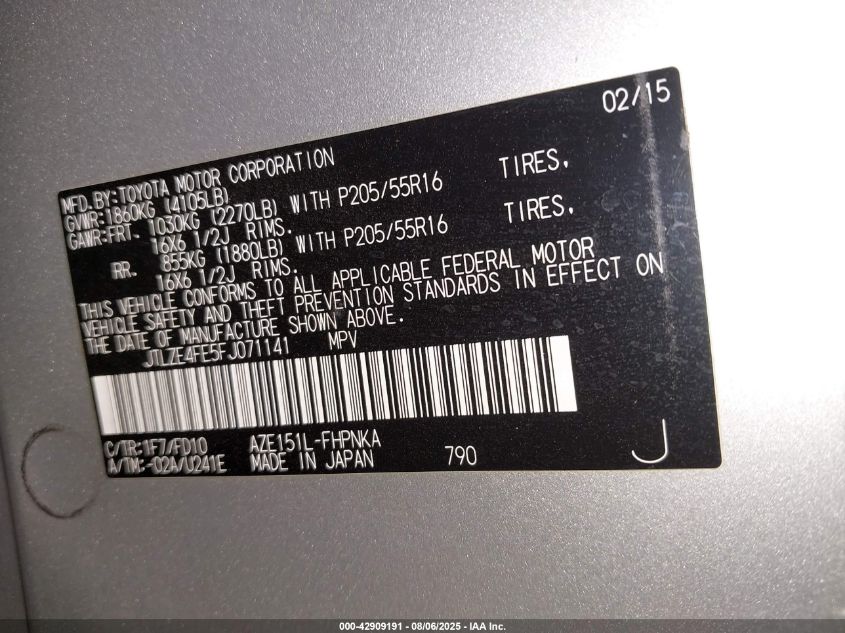 02/15
MFD.BY:TOYOTA MOTOR CORPORATION
GVWR:1860KG (4105LB)
GAWR:FRT. 1030KG (2270LB) WITH P205/55R16 TIRES,
16X6 1/2J RIMS.
RR. 855KG (1880LB) WITH P205/55R16 TIRES,
16X6 1/2J RIMS.
THIS VEHICLE CONFORMS TO ALL APPLICABLE FEDERAL MOTOR
VEHICLE SAFETY AND THEFT PREVENTION STANDARDS IN EFFECT ON
THE DATE OF MANUFACTURE SHOWN ABOVE.
JTLZE4FE5FJ071141 MPV
C/TR:1F7/FD10 AZE151L-FHPNKA
A/TM:-02A/U241E MADE IN JAPAN 790 J
000-42909191 - 08/06/2025 - IAA Inc.